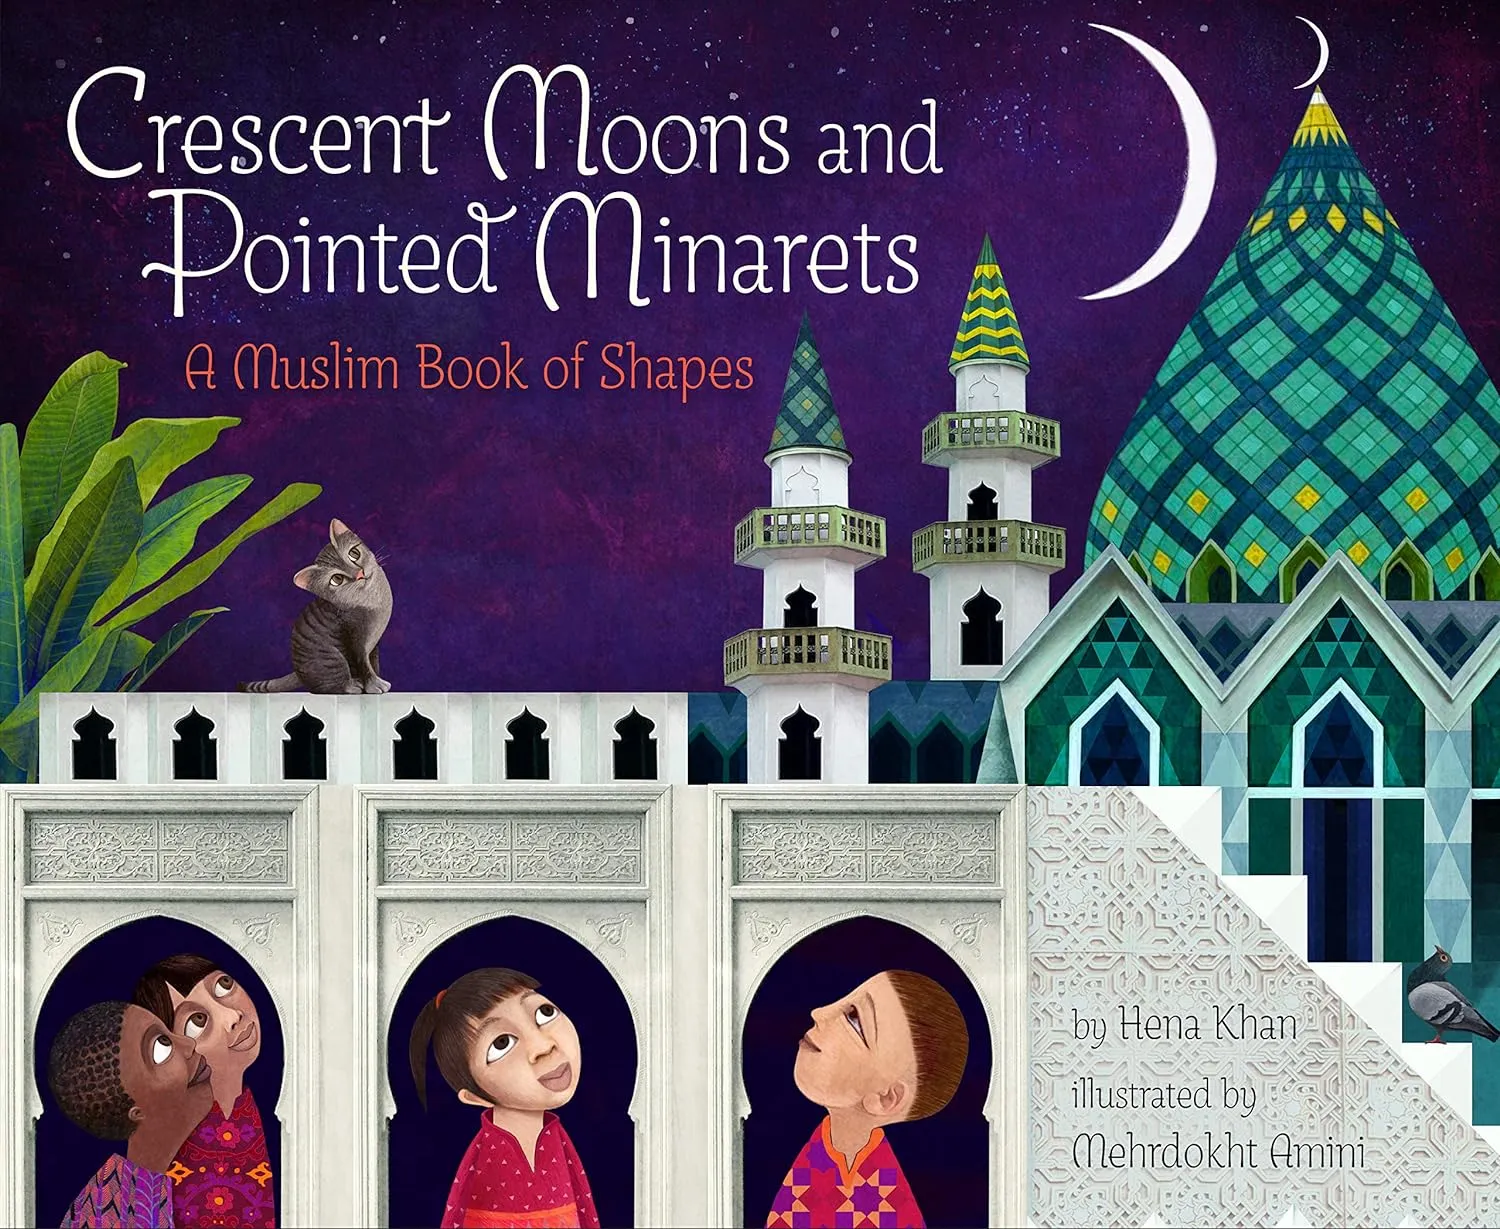 Crescent Moons and
Pointed Minarets
A Muslim Book of Shapes
by Hena Khan
illustrated by
Mehrdokht Amini